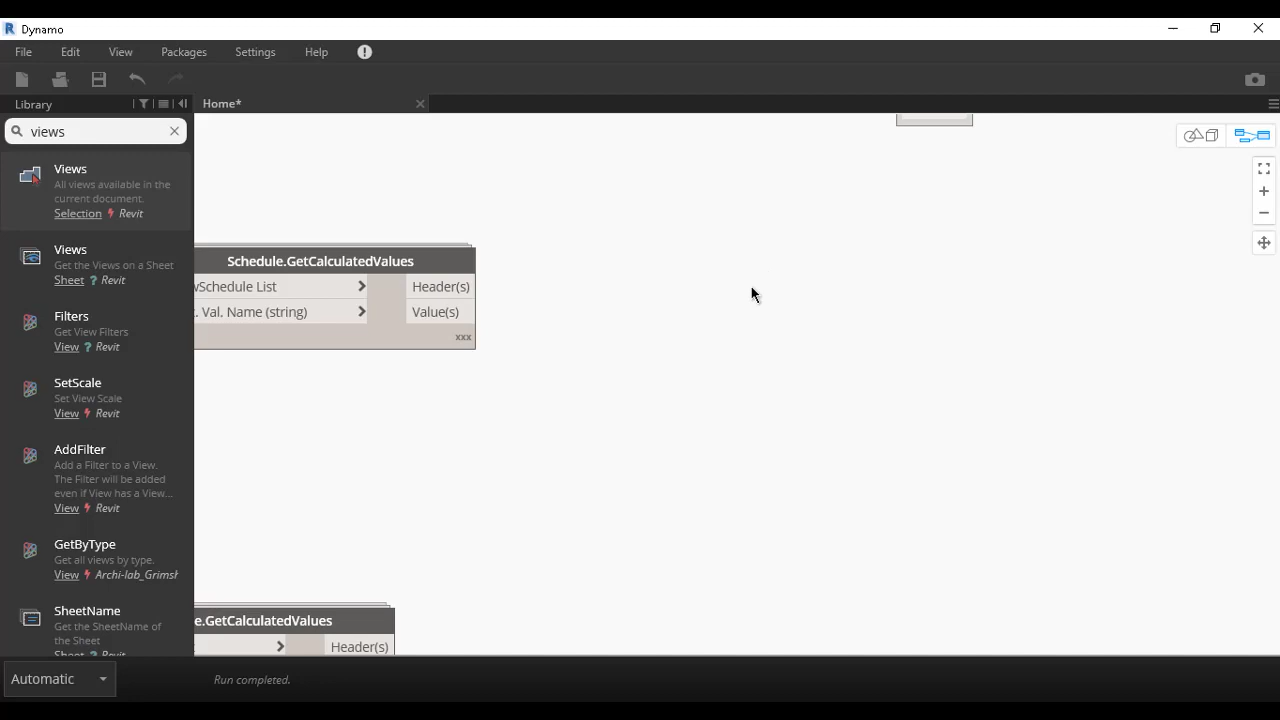 Dynamo
File Edit View Packages Settings Help
Library
Home*
views
Views
All views available in the
current document.
Selection Revit
Views
Get the Views on a Sheet
Sheet ? Revit
Filters
Get View Filters
View ? Revit
SetScale
Set View Scale
View Revit
AddFilter
Add a Filter to a View.
The Filter will be added
even if View has a View...
View Revit
GetByType
Get all views by type.
View Archi-lab_Grimsh
SheetName
Get the SheetName of
the Sheet
Sheet ? Revit
Schedule.GetCalculatedValues
wSchedule List > Header(s)
. Val. Name (string) > Value(s)
xxx
e.GetCalculatedValues
> Header(s)
Automatic
Run completed.